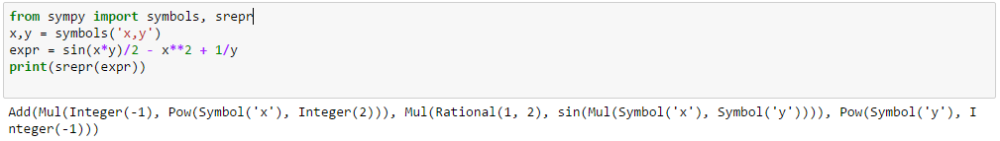 from sympy import symbols, srepr
x,y = symbols('x,y')
expr = sin(x*y)/2 - x**2 + 1/y
print(srepr(expr))
Add(Mul(Integer(-1), Pow(Symbol('x'), Integer(2))), Mul(Rational(1, 2), sin(Mul(Symbol('x'), Symbol('y')))), Pow(Symbol('y'), I
nteger(-1)))